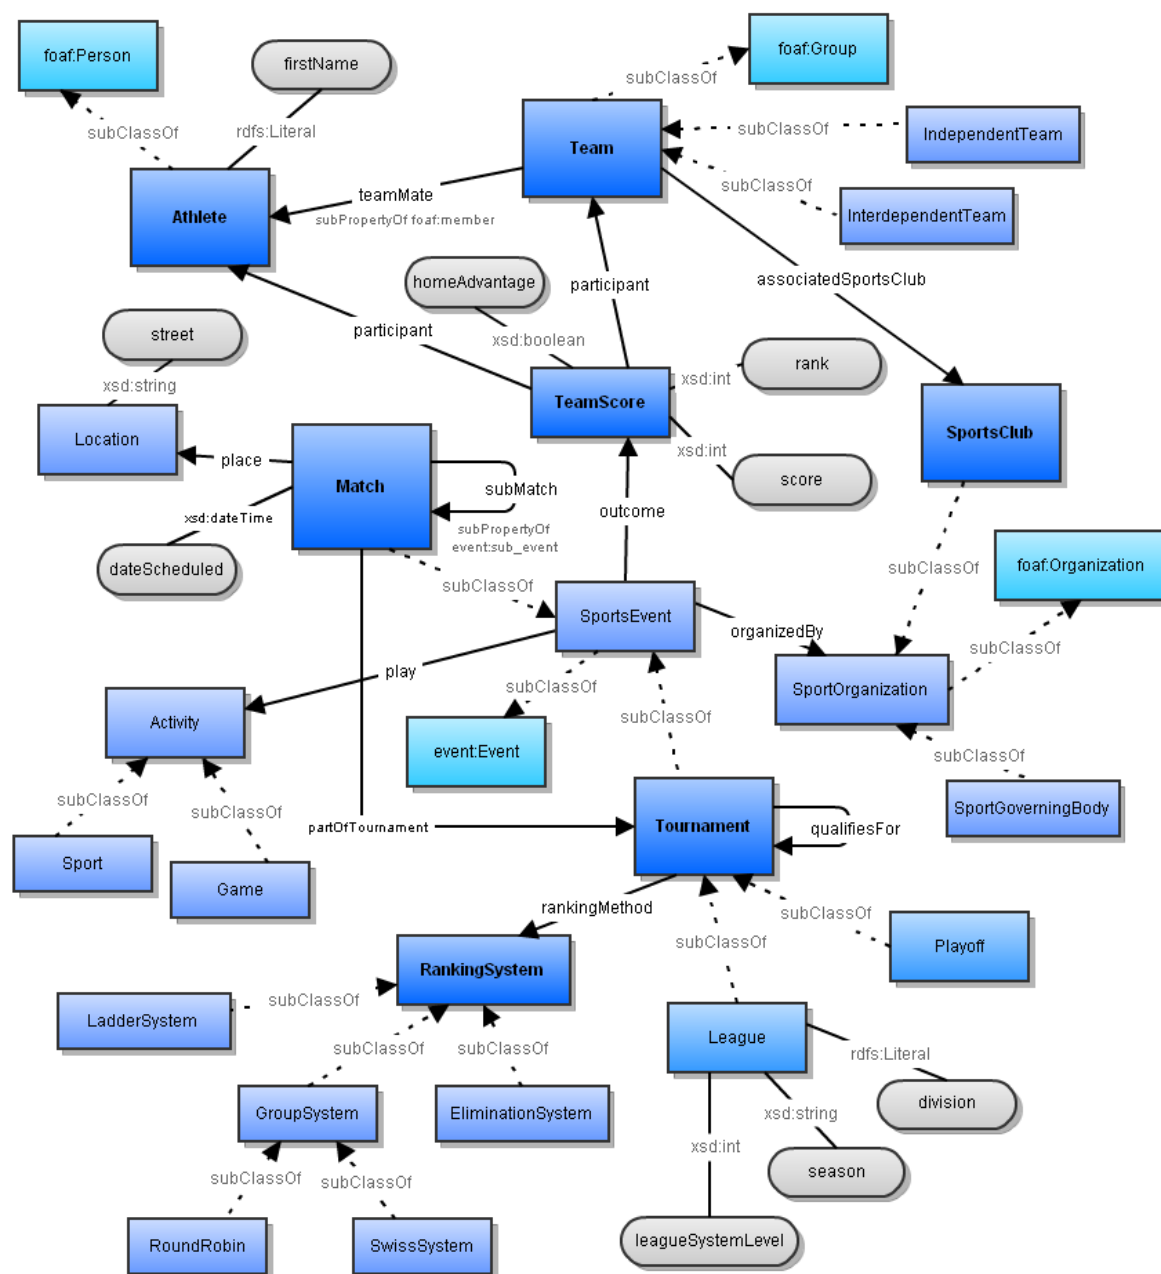 foaf:Person
firstName
foaf:Group
subClassOf
subClassOf
rdfs:Literal
Team
subClassOf
IndependentTeam
subClassOf
Athlete
teamMate
subPropertyOf foaf:member
InterdependentTeam
homeAdvantage
participant
associatedSportsClub
street
participant
xsd:boolean
rank
xsd:string
xsd:int
TeamScore
Location
place
SportsClub
Match
subMatch
xsd:int
score
outcome
xsd:dateTime
subPropertyOf
event:sub_event
dateScheduled
subClassOf
subClassOf
foaf:Organization
SportsEvent
organizedBy
subClassOf
play
subClassOf
SportOrganization
Activity
subClassOf
event:Event
subClassOf
subClassOf
subClassOf
SportGoverningBody
partOfTournament
Tournament
qualifiesFor
Sport
Game
rankingMethod
subClassOf
subClassOf
Playoff
RankingSystem
subClassOf
LadderSystem
League
subClassOf
subClassOf
rdfs:Literal
GroupSystem
EliminationSystem
division
xsd:string
xsd:int
subClassOf
subClassOf
season
RoundRobin
SwissSystem
leagueSystemLevel